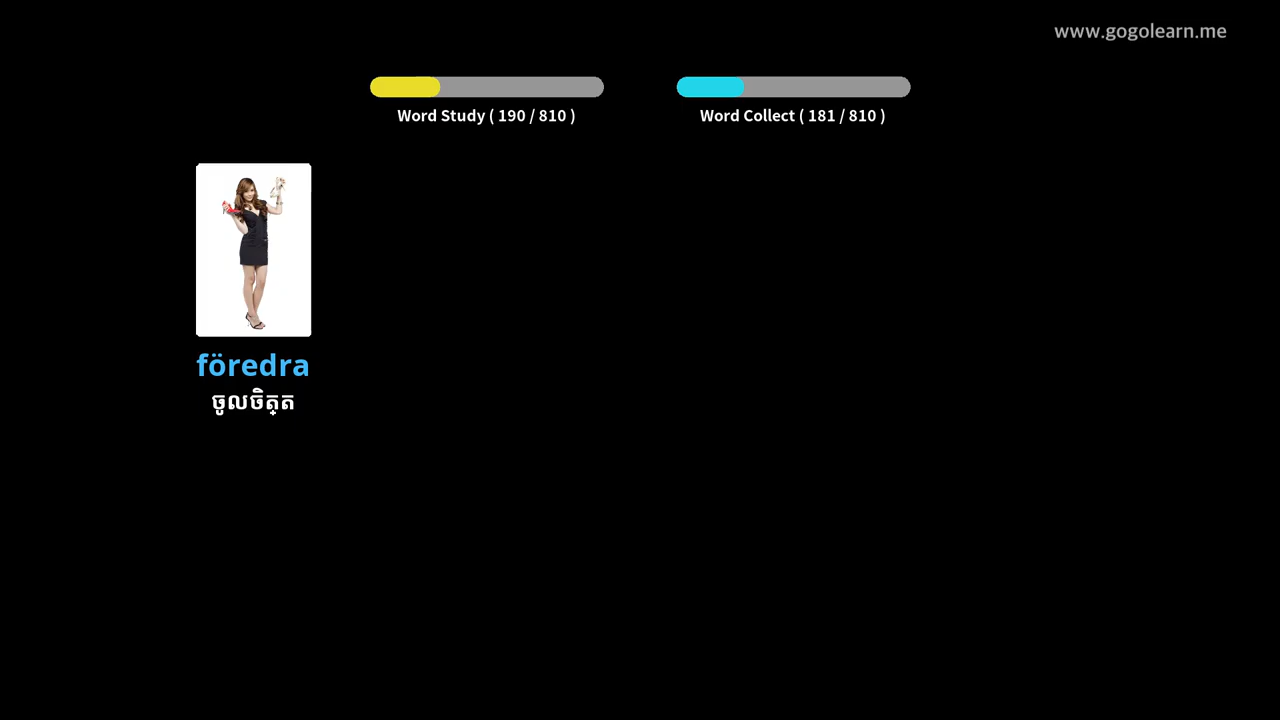 www.gogolearn.me
Word Study ( 190 / 810 )
Word Collect ( 181 / 810 )
föredra
ចូលចិត្ត